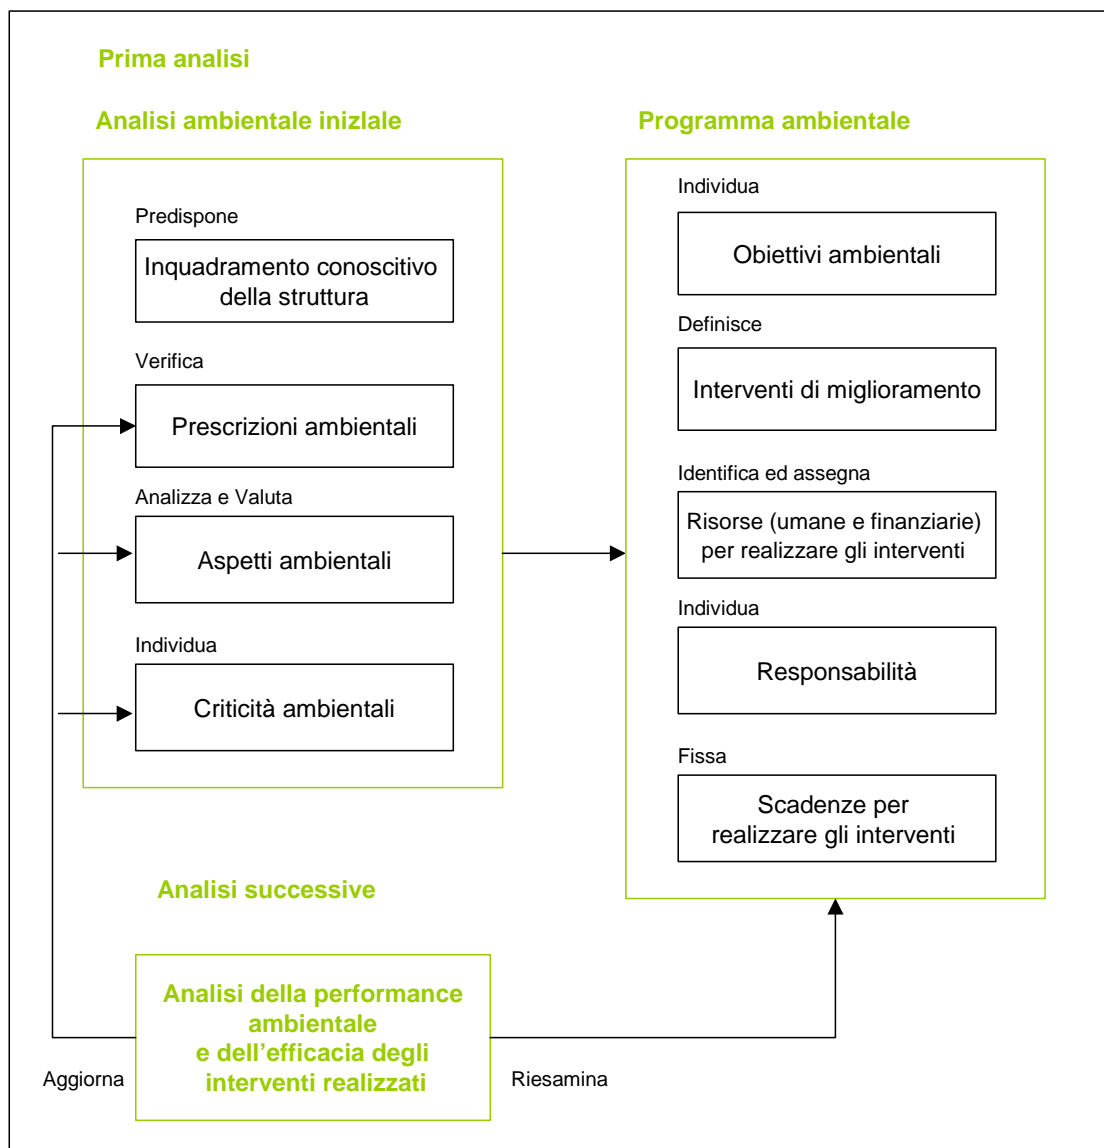 Prima analisi
Analisi ambientale inizlale
Predispone
Inquadramento conoscitivo
della struttura
Verifica
Prescrizioni ambientali
Analizza e Valuta
Aspetti ambientali
Individua
Criticità ambientali
Programma ambientale
Individua
Obiettivi ambientali
Definisce
Interventi di miglioramento
Identifica ed assegna
Risorse (umane e finanziarie)
per realizzare gli interventi
Individua
Responsabilità
Fissa
Scadenze per
realizzare gli interventi
Analisi successive
Analisi della performance
ambientale
e dell’efficacia degli
interventi realizzati
Aggiorna
Riesamina